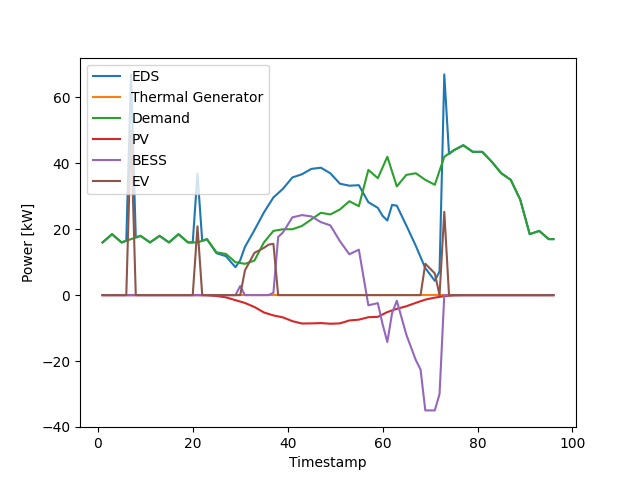 EDS
Thermal Generator
Demand
PV
BESS
EV
60
40
20
0
−20
−40
Power [kW]
0
20
40
60
80
100
Timestamp